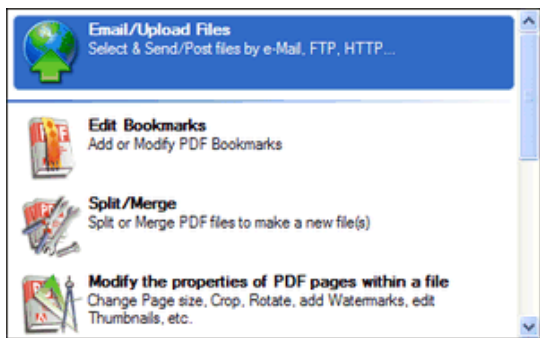 Email/Upload Files
Select & Send/Post files by e-Mail, FTP, HTTP...
Edit Bookmarks
Add or Modify PDF Bookmarks
Split/Merge
Split or Merge PDF files to make a new file(s)
Modify the properties of PDF pages within a file
Change Page size, Crop, Rotate, add Watermarks, edit
Thumbnails, etc.